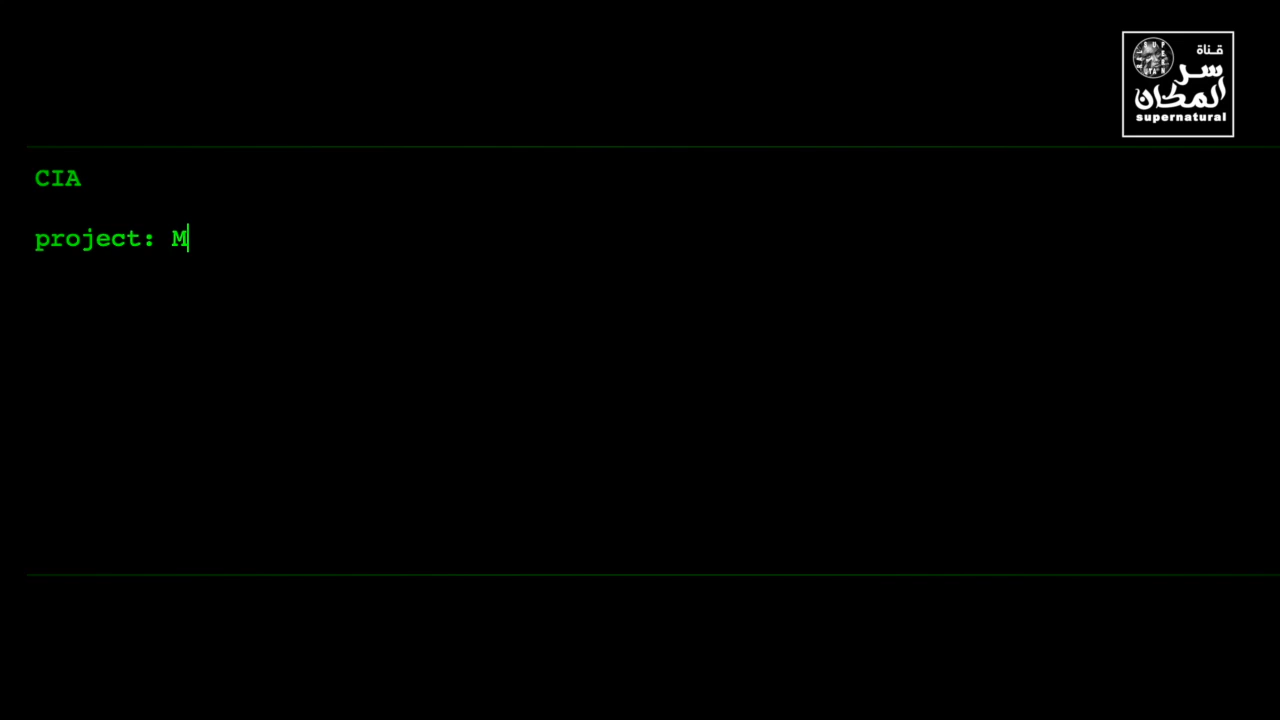 قناة
سر
المكان
supernatural
CIA
project: M